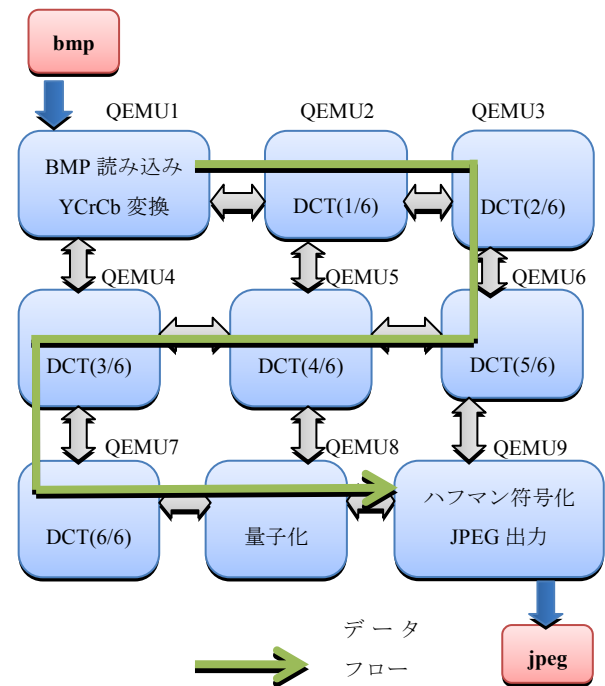 bmp
QEMU1
QEMU2
QEMU3
BMP 読み込み
YCrCb 変換
DCT(1/6)
DCT(2/6)
QEMU4
QEMU5
QEMU6
DCT(3/6)
DCT(4/6)
DCT(5/6)
QEMU7
QEMU8
QEMU9
DCT(6/6)
量子化
ハフマン符号化
JPEG 出力
データ
フロー
jpeg